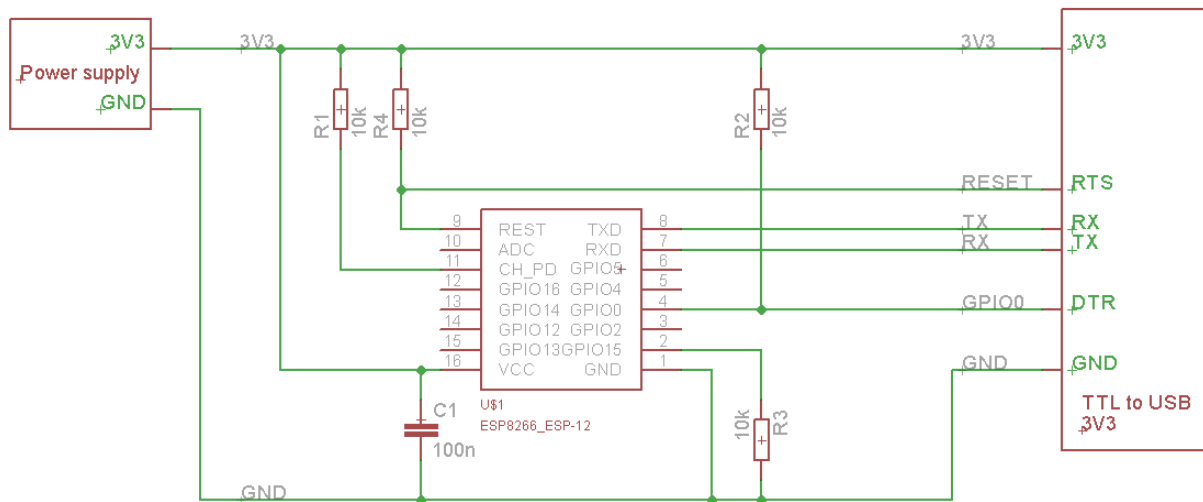 3V3
Power supply
GND
3V3
R1
10k
R4
10k
R2
10k
3V3
3V3
RESET
RTS
TX
RX
RX
TX
GPIO0
DTR
GND
GND
TTL to USB
3V3
9
REST
TXD
8
10
ADC
RXD
7
11
CH_PD
GPIO5
6
12
GPIO16
GPIO4
5
13
GPIO14
GPIO0
4
14
GPIO12
GPIO2
3
15
GPIO13
GPIO15
2
16
VCC
GND
1
U$1
ESP8266_ESP-12
C1
100n
10k
R3
GND